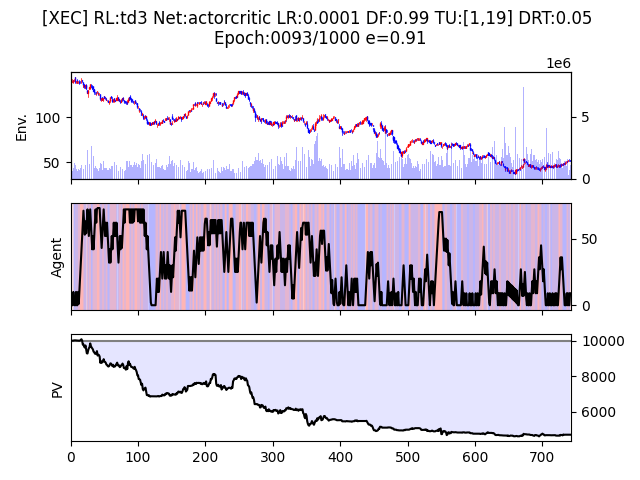 [XEC] RL:td3 Net:actorcritic LR:0.0001 DF:0.99 TU:[1,19] DRT:0.05
Epoch:0093/1000 e=0.91
1e6
Env.
100
50
5
0
Agent
50
0
PV
10000
8000
6000
0 100 200 300 400 500 600 700